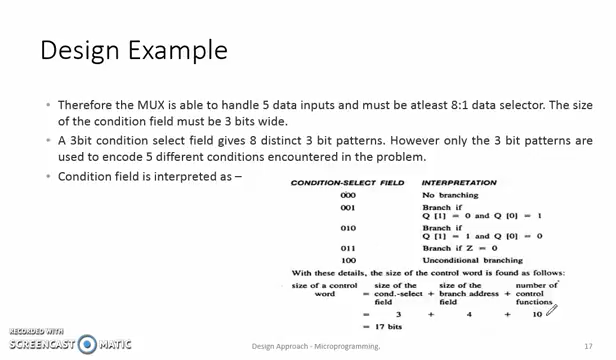 Design Example
• Therefore the MUX is able to handle 5 data inputs and must be atleast 8:1 data selector. The size
of the condition field must be 3 bits wide.
• A 3bit condition select field gives 8 distinct 3 bit patterns. However only the 3 bit patterns are
used to encode 5 different conditions encountered in the problem.
• Condition field is interpreted as –
CONDITION-SELECT FIELD INTERPRETATION
000 No branching
001 Branch if
Q [1] = 0 and Q [0] = 1
010 Branch if
Q [1] = 1 and Q [0] = 0
011 Branch if Z = 0
100 Unconditional branching
With these details, the size of the control word is found as follows:
size of a control size of the size of the number of
word = cond.-select + branch address + control
field field functions
= 3 + 4 + 10
= 17 bits
RECORDED WITH
SCREENCAST MATIC
Design Approach - Microprogramming.
17